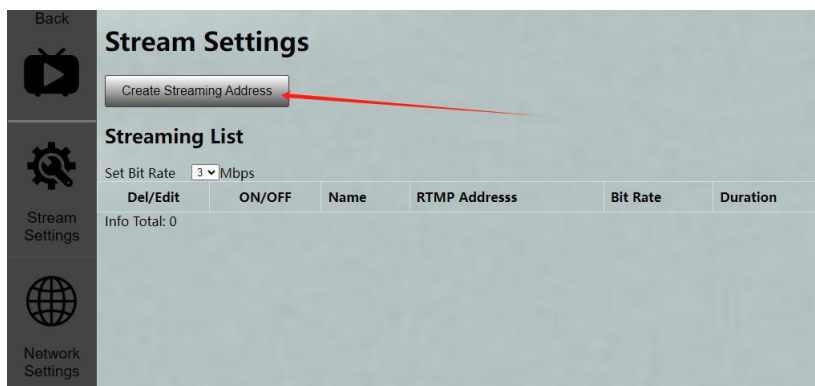 Back
Stream Settings
Create Streaming Address
Streaming List
Set Bit Rate 3 Mbps
Del/Edit ON/OFF Name RTMP Addresss Bit Rate Duration
Info Total: 0
Stream
Settings
Network
Settings